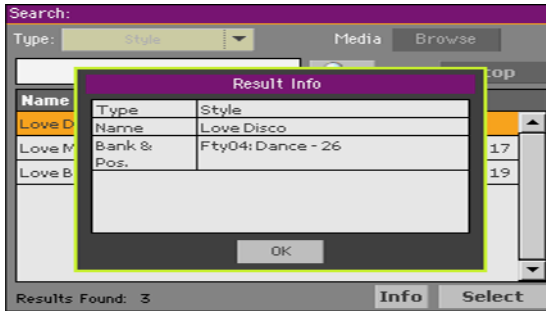 Search:
Type: Style Media Browse
top
Result Info
Name
Type Style
Love D
Name Love Disco
Love M 17
Bank & Fty04: Dance - 26
Pos.
Love B 19
OK
Results Found: 3 Info Select